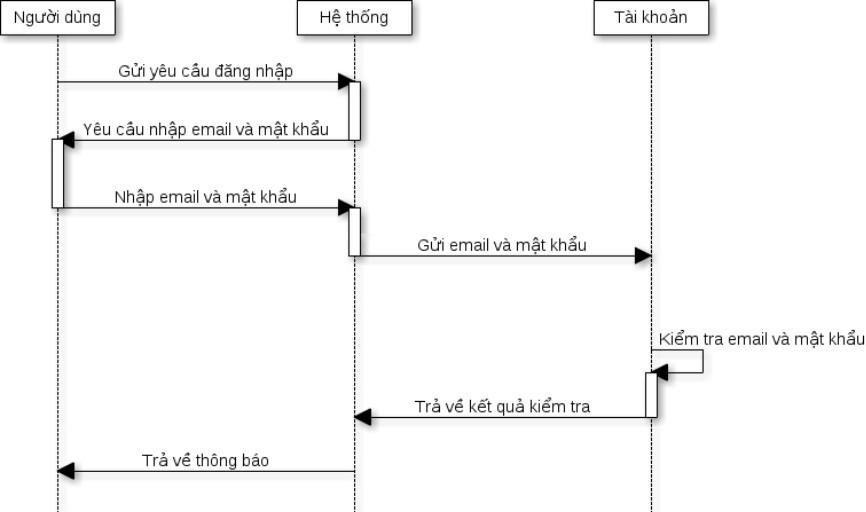 Người dùng
Hệ thống
Tài khoản
Gửi yêu cầu đăng nhập
Yêu cầu nhập email và mật khẩu
Nhập email và mật khẩu
Gửi email và mật khẩu
Kiểm tra email và mật khẩu
Trả về kết quả kiểm tra
Trả về thông báo